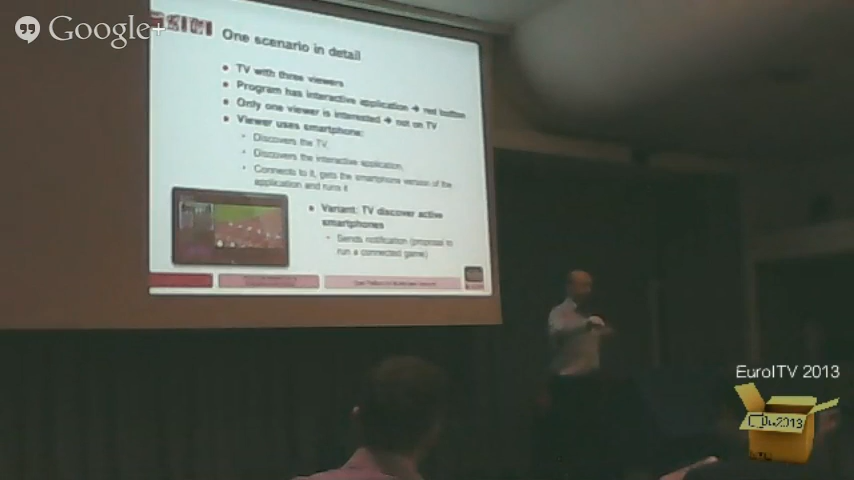 Google+
One scenario in detail
• TV with three viewers
• Program has interactive application → red button
• Only one viewer is interested → not on TV
• Viewer uses smartphone:
• Discovers the TV,
• Discovers the interactive application,
• Connects to it, gets the smartphone version of the
application and runs it
• Variant: TV discover active
smartphones
• Sends notification (proposal to
run a connected game)
EuroITV 2013
2013